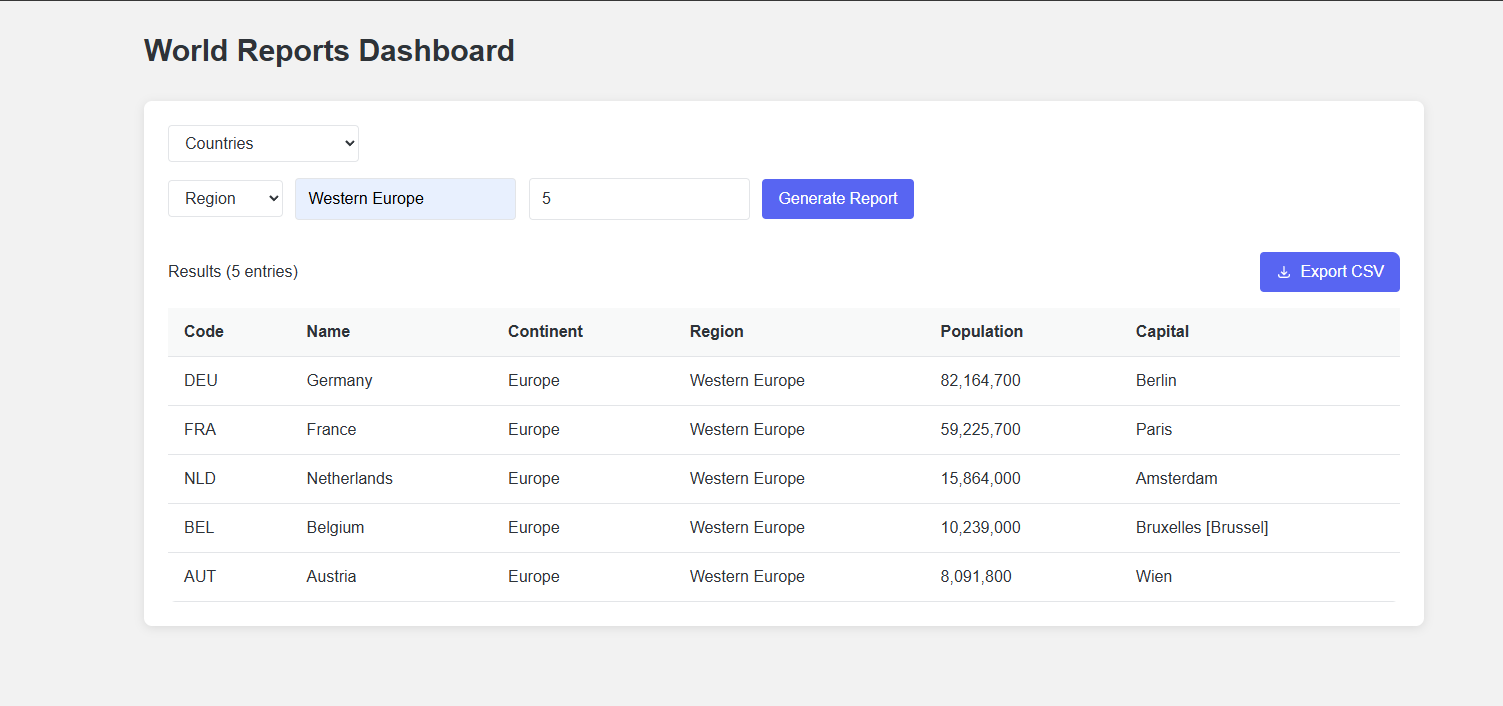 World Reports Dashboard
Countries
Region Western Europe 5 Generate Report
Results (5 entries) Export CSV
Code Name Continent Region Population Capital
DEU Germany Europe Western Europe 82,164,700 Berlin
FRA France Europe Western Europe 59,225,700 Paris
NLD Netherlands Europe Western Europe 15,864,000 Amsterdam
BEL Belgium Europe Western Europe 10,239,000 Bruxelles [Brussel]
AUT Austria Europe Western Europe 8,091,800 Wien